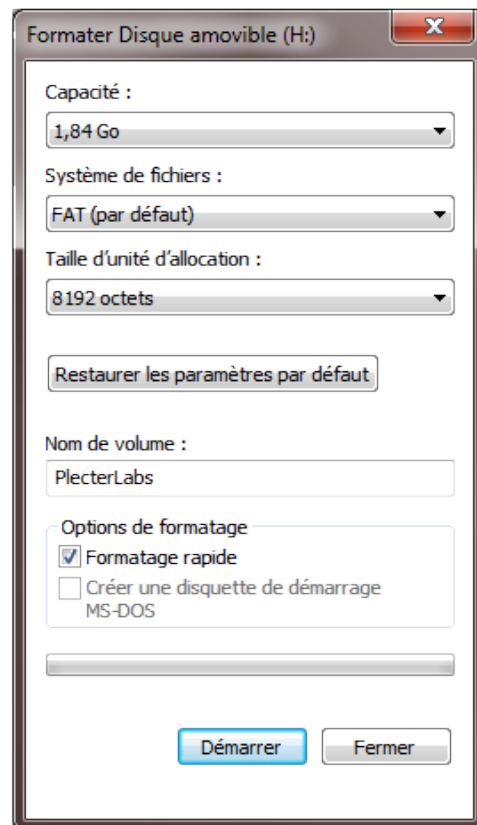 Formater Disque amovible (H:)
Capacité :
1,84 Go
Système de fichiers :
FAT (par défaut)
Taille d'unité d'allocation :
8192 octets
Restaurer les paramètres par défaut
Nom de volume :
PlecterLabs
Options de formatage
Formatage rapide
Créer une disquette de démarrage
MS-DOS
Démarrer
Fermer